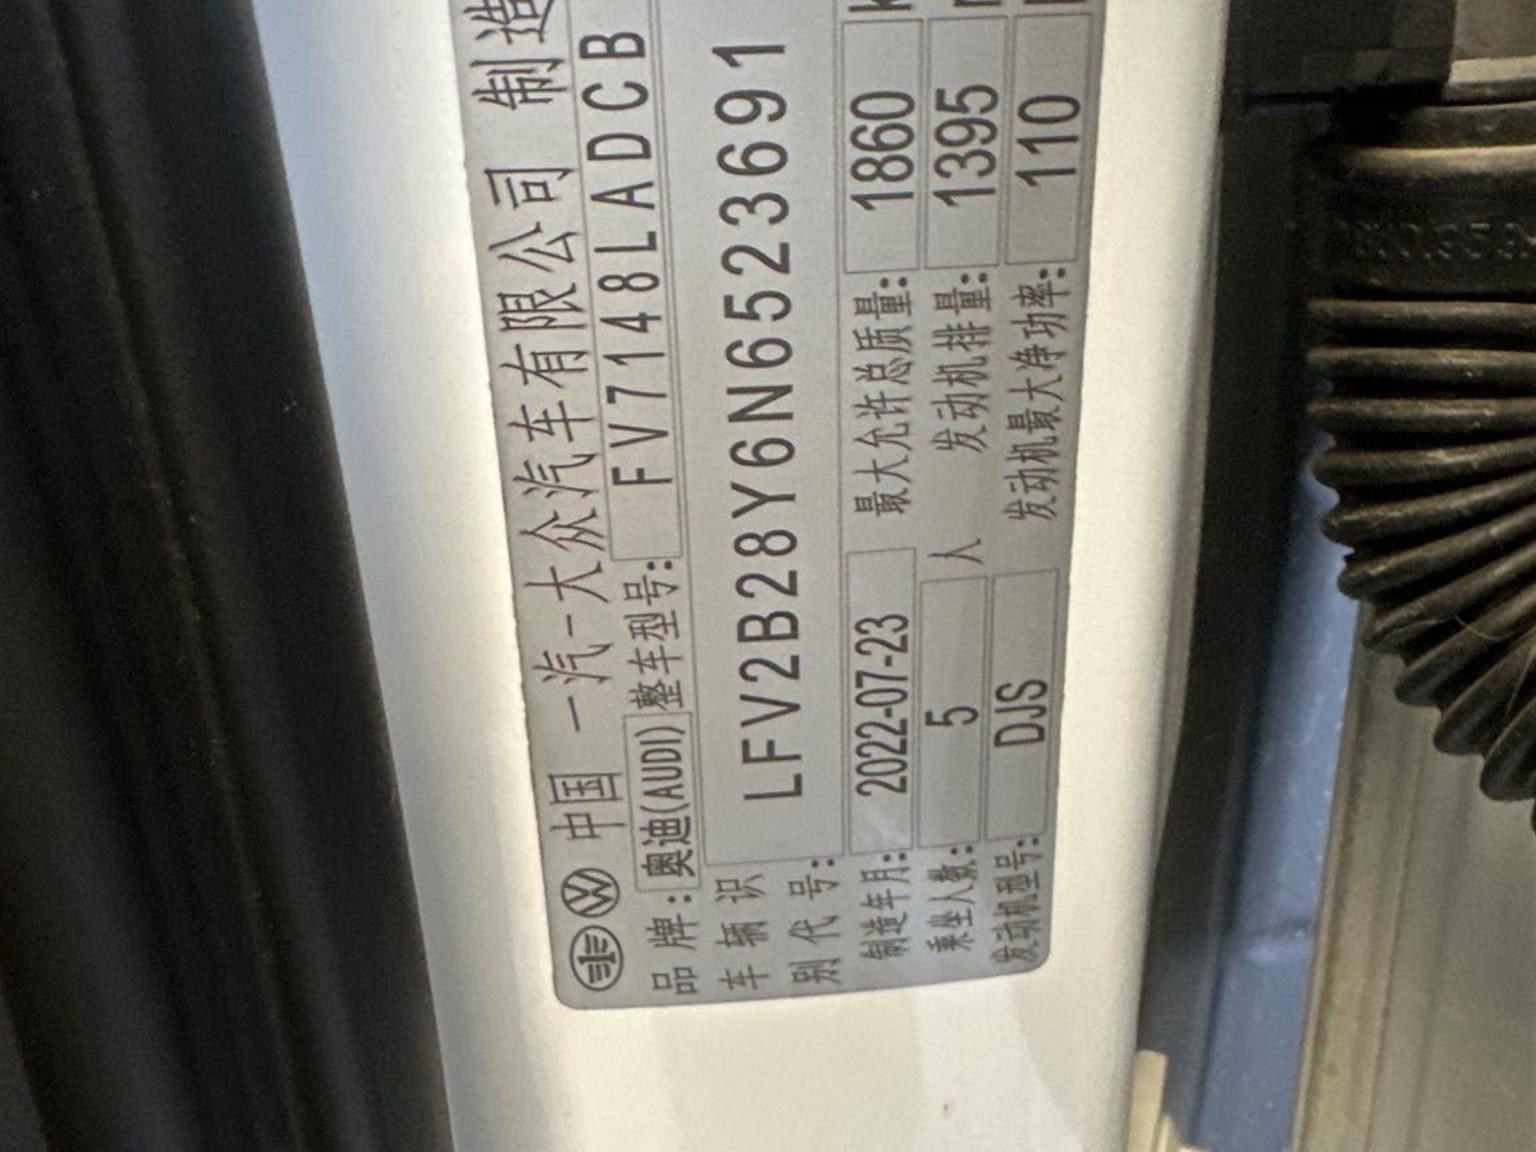 中国 一汽-大众汽车有限公司 制造
品牌: 奥迪(AUDI) 整车型号: FV7148LADCB
车辆识别代号: LFV2B28Y6N6523691
制造年月: 2022-07-23 最大允许总质量: 1860
乘坐人数: 5 人 发动机排量: 1395
发动机型号: DJS 发动机最大净功率: 110